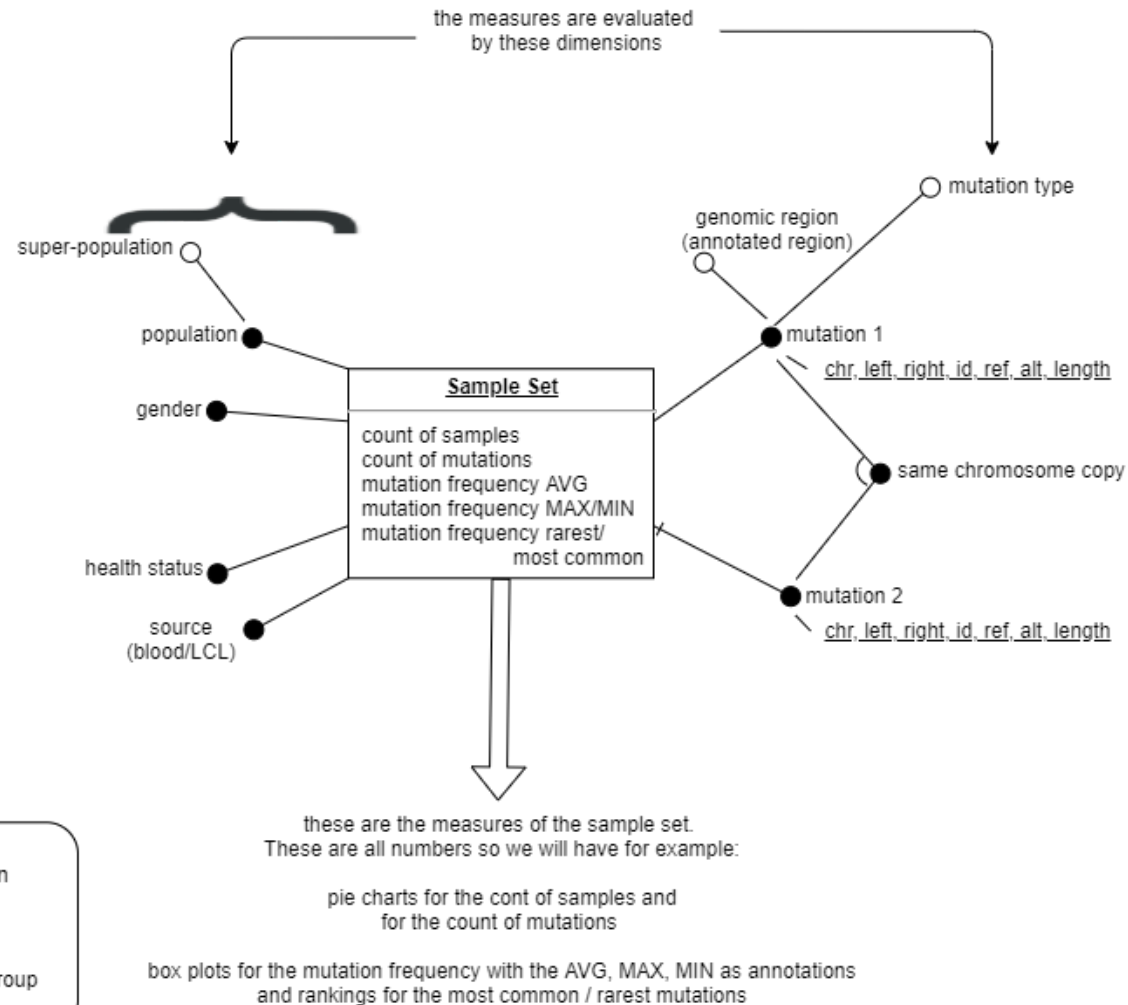 the measures are evaluated
by these dimensions
mutation type
genomic region
(annotated region)
super-population
population
mutation 1
chr, left, right, id, ref, alt, length
Sample Set
gender
count of samples
count of mutations
mutation frequency AVG
mutation frequency MAX/MIN
mutation frequency rarest/
most common
same chromosome copy
health status
mutation 2
source
(blood/LCL)
chr, left, right, id, ref, alt, length
these are the measures of the sample set.
These are all numbers so we will have for example:
pie charts for the cont of samples and
for the count of mutations
box plots for the mutation frequency with the AVG, MAX, MIN as annotations
and rankings for the most common / rarest mutations